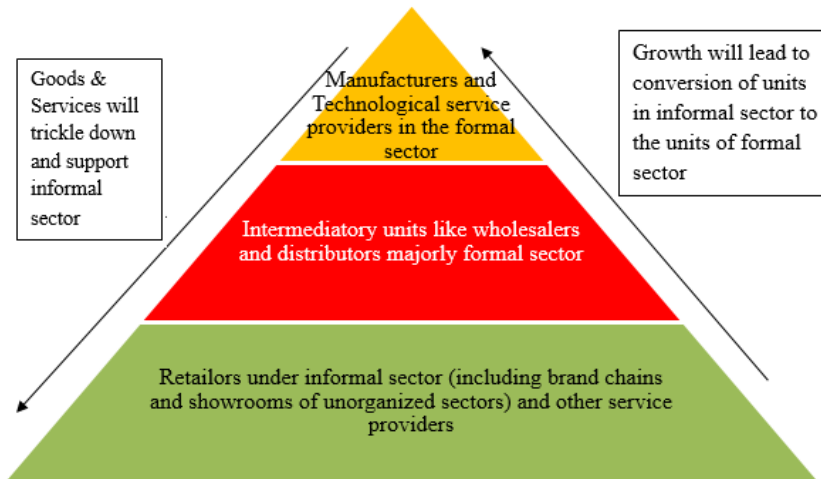 Goods &
Services will
trickle down
and support
informal
sector
Manufacturers and
Technological service
providers in the formal
sector
Growth will lead to
conversion of units
in informal sector to
the units of formal
sector
Intermediatory units like wholesalers
and distributors majorly formal sector
Retailors under informal sector (including brand chains
and showrooms of unorganized sectors) and other service
providers